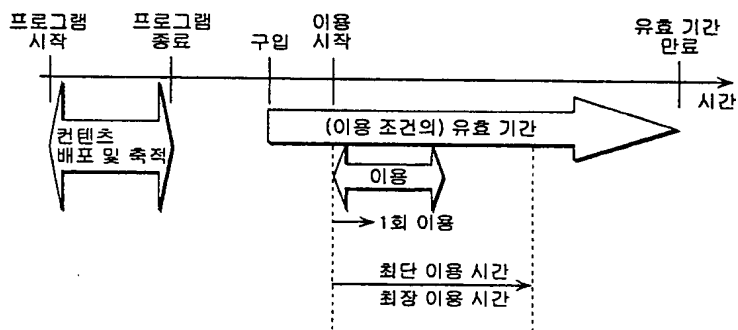 프로그램
시작
프로그램
종료
구입
이용
시작
유효 기간
만료
시간
컨텐츠
배포 및 축적
(이용 조건의) 유효 기간
이용
1회 이용
최단 이용 시간
최장 이용 시간